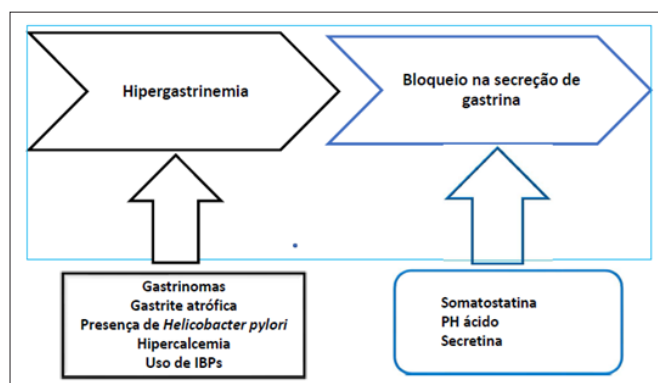 Hipergastrinemia
Bloqueio na secreção de
gastrina
Gastrinomas
Gastrite atrófica
Presença de Helicobacter pylori
Hipercalcemia
Uso de IBPs
Somatostatina
PH ácido
Secretina